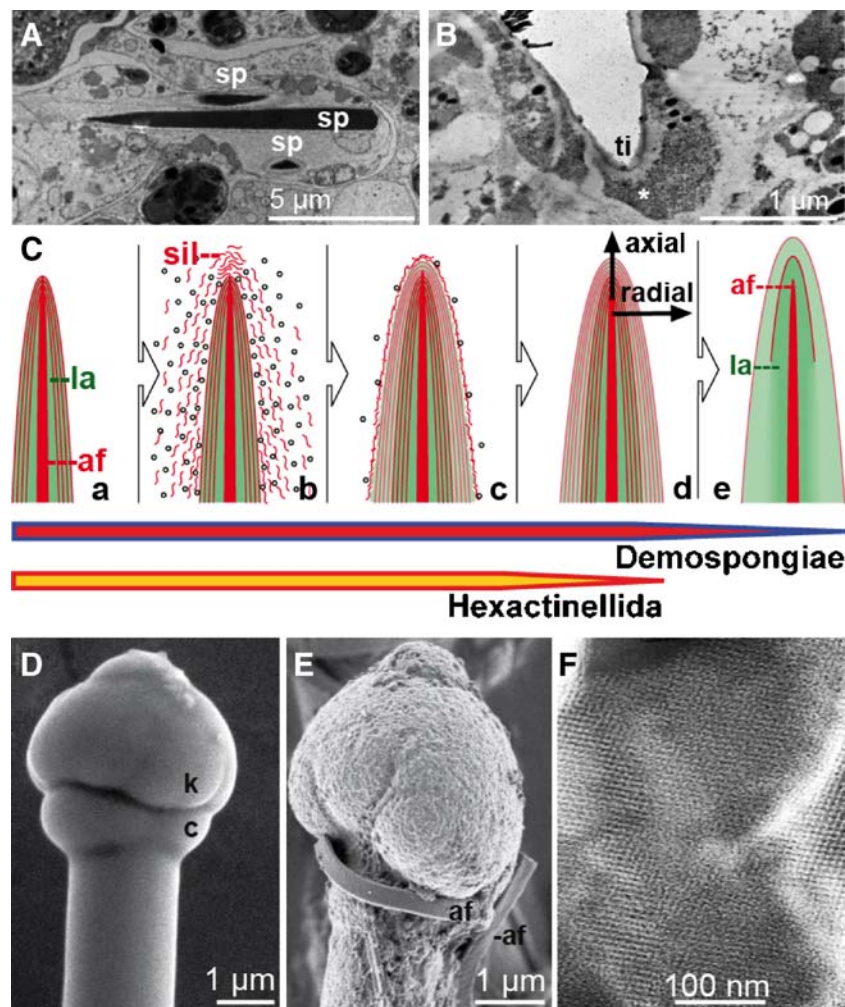 A
sp
sp
sp
5 µm
B
ti
*
1 µm
C
la
af
a
sil
b
c
axial
radial
d
af
la
e
Demospongiae
Hexactinellida
D
k
c
1 µm
E
af
-af
1 µm
F
100 nm